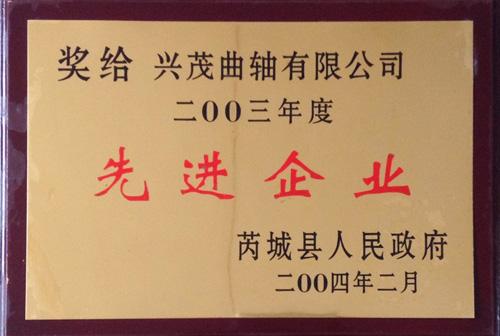 奖给 兴茂曲轴有限公司
二00三年度
先进企业
芮城县人民政府
二00四年二月